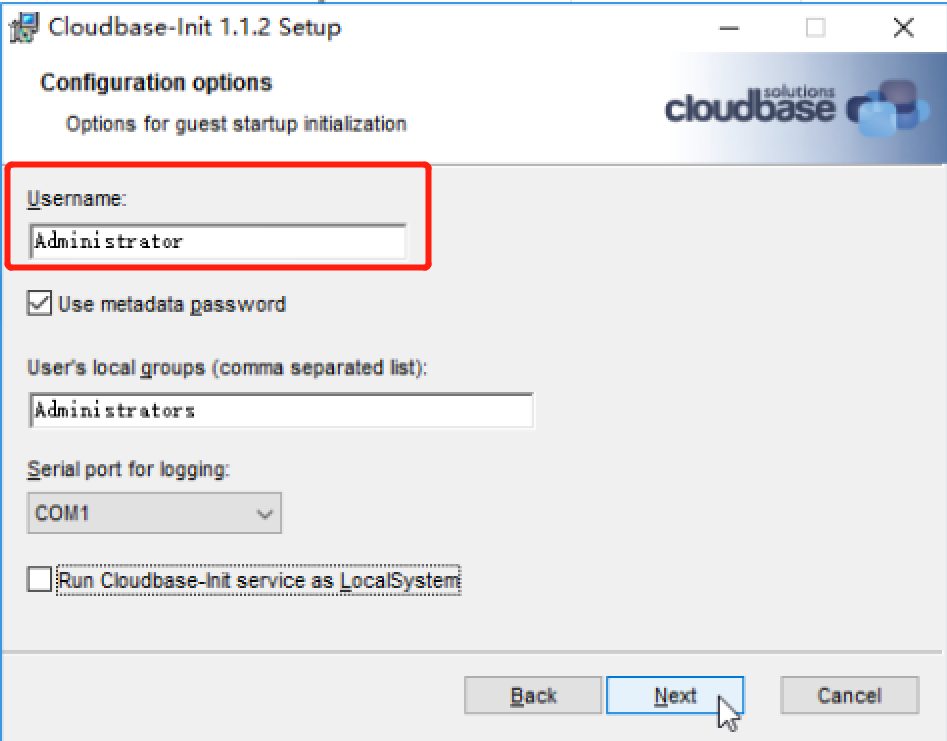 Cloudbase-Init 1.1.2 Setup
Configuration options
Options for guest startup initialization
solutions
cloudbase
Username:
Administrator
Use metadata password
User's local groups (comma separated list):
Administrators
Serial port for logging:
COM1
Run Cloudbase-Init service as LocalSystem
Back
Next
Cancel